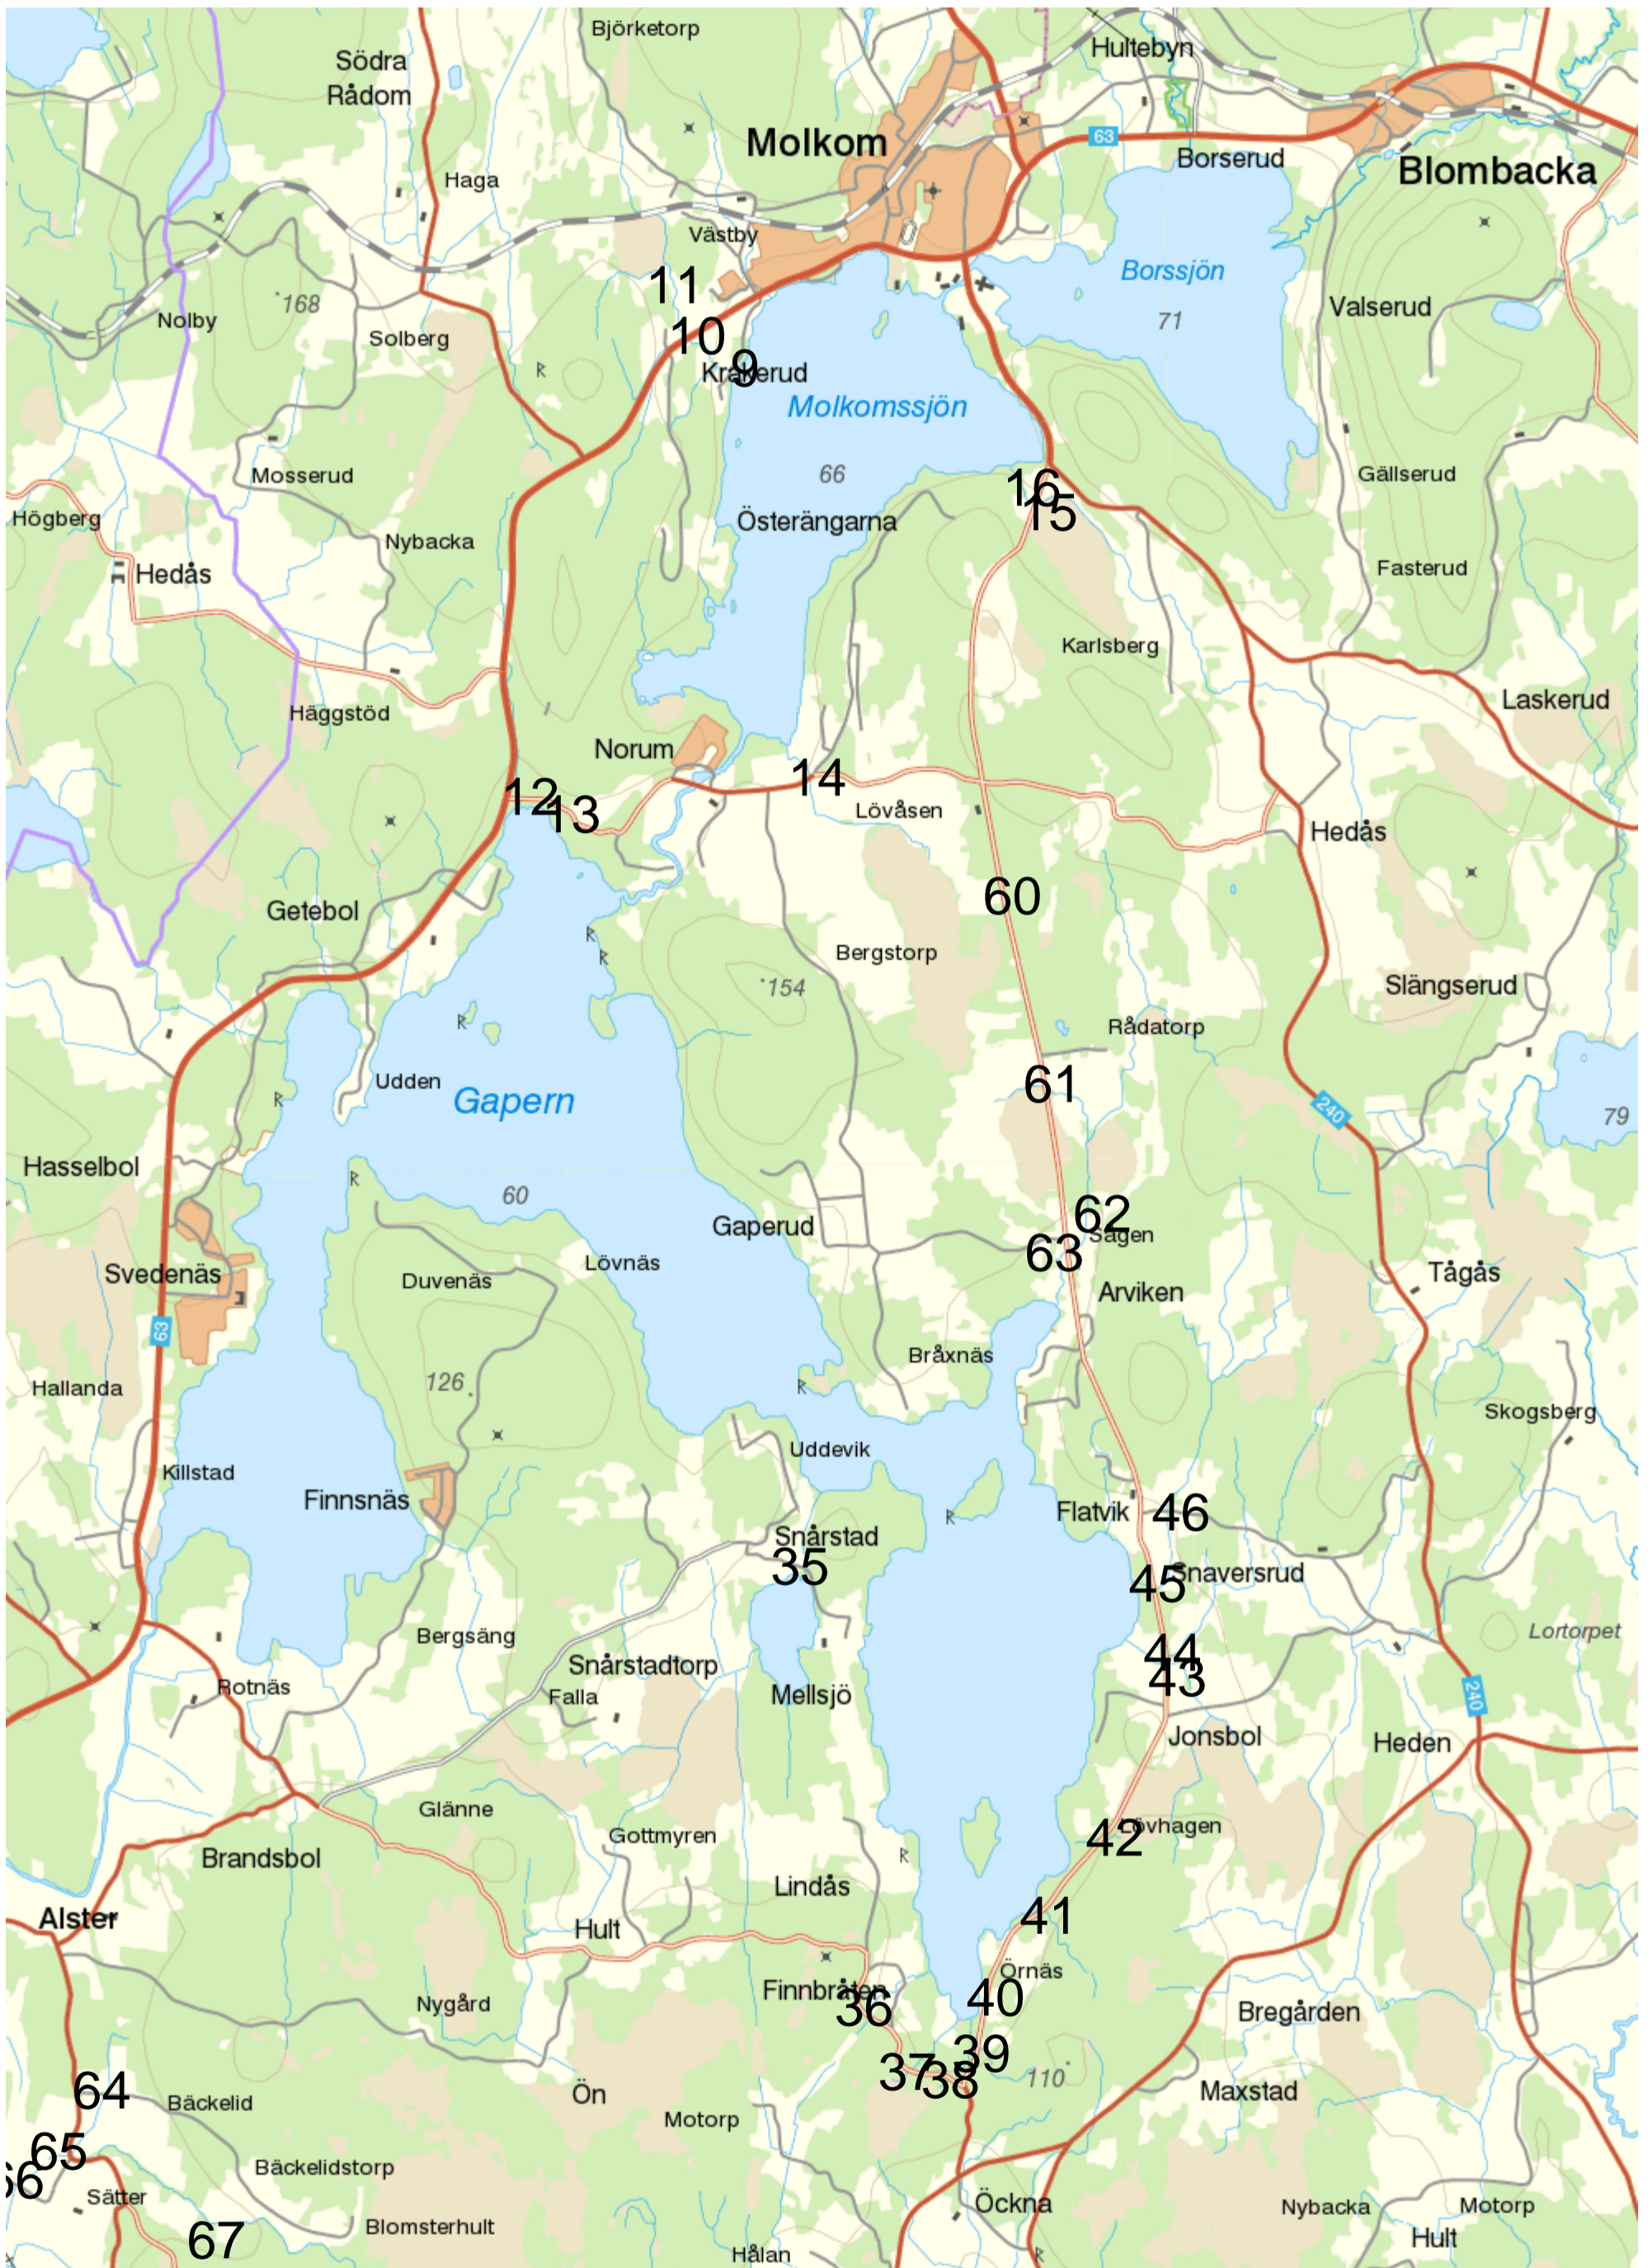 Björketorp
Hultebyn
Södra
Rådom
Molkom
63
Borserud
Blombacka
Haga
Västby
Borssjön
11
168
Nolby
Solberg
10
9
Kråkerud
Valserud
71
Molkomssjön
66
Mosserud
Gällserud
16
15
Högberg
Österängarna
Nybacka
Hedås
Fasterud
Karlsberg
Laskerud
Häggstöd
Norum
12
13
14
Lövåsen
Hedås
60
Getebol
Bergstorp
154
Slängserud
Rådatorp
Udden
61
Gapern
240
79
Hasselbol
60
62
Gaperud
Sågen
63
Lövnäs
Svedenäs
Duvenäs
Tågås
Arviken
63
Bråxnäs
Hallanda
126
Skogsberg
Uddevik
Killstad
Finnsnäs
Flatvik
46
Snårstad
35
45
Snaversrud
Bergsäng
Lortorpet
44
43
Snårstadtorp
Rotnäs
Falla
Mellsjö
240
Jonsbol
Heden
Glänne
Gottmyren
42
Lövhagen
Brandsbol
Lindås
Alster
41
Hult
Örnäs
Finnbråten
36
40
Nygård
Bregården
39
37
38
110
64
Ön
Maxstad
Bäckelid
Motorp
65
66
Bäckelidstorp
Sätter
Öckna
Nybacka
Motorp
67
Blomsterhult
Hult
Hålan